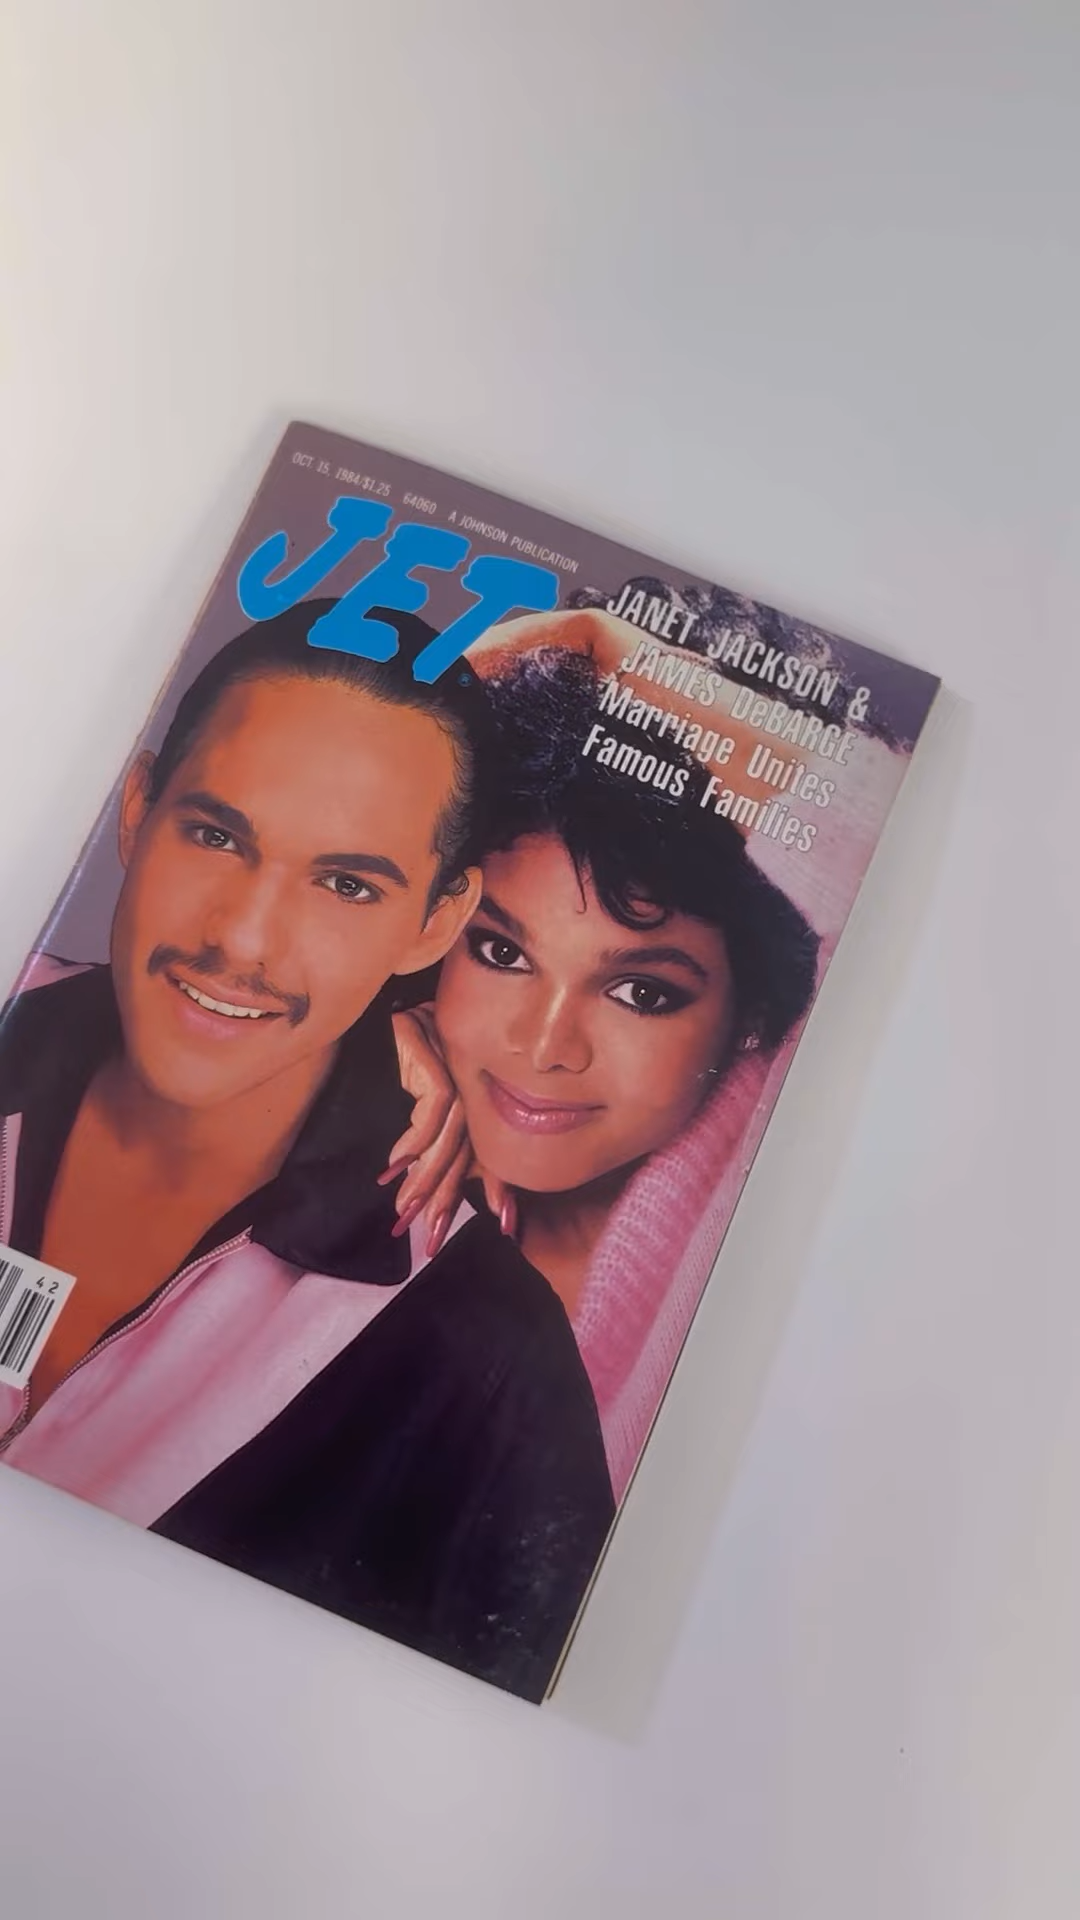 OCT. 15, 1984/$1.25 64060 A JOHNSON PUBLICATION
JET®
JANET JACKSON &
JAMES DeBARGE
Marriage Unites
Famous Families
42